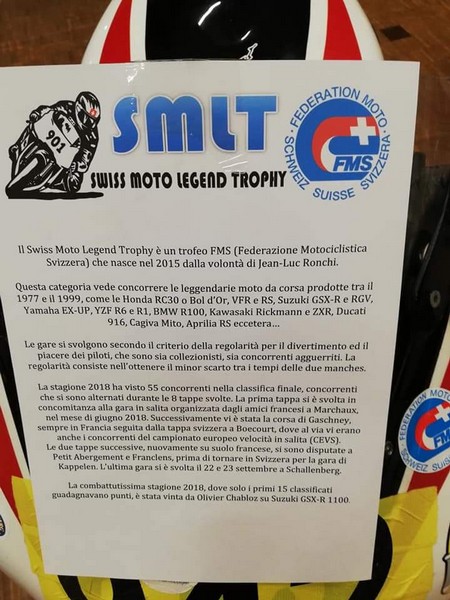 901
SMLT
SWISS MOTO LEGEND TROPHY
FEDERATION MOTO
SCHWEIZ SUISSE SVIZZERA
FMS
Il Swiss Moto Legend Trophy è un trofeo FMS (Federazione Motociclistica
Svizzera) che nasce nel 2015 dalla volontà di Jean-Luc Ronchi.
Questa categoria vede concorrere le leggendarie moto da corsa prodotte tra il
1977 e il 1999, come le Honda RC30 o Bol d'Or, VFR e RS, Suzuki GSX-R e RGV,
Yamaha EX-UP, YZF R6 e R1, BMW R100, Kawasaki Rickmann e ZXR, Ducati
916, Cagiva Mito, Aprilia RS eccetera...
Le gare si svolgono secondo il criterio della regolarità per il divertimento ed il
piacere dei piloti, che non sia collezionisti, sia concorrenti agguerriti. La
regolarità consiste nell'ottenere il minor scarto tra i tempi delle due manches.
La stagione 2018 ha visto 55 concorrenti nella classifica finale, concorrenti
che si sono alternati durante le 8 tappe svolte. La prima tappa si è svolta in
concomitanza alla gara in salita organizzata dagli amici francesi a Marchaux,
nel mese di giugno 2018. Successivamente vi è stata la corsa di Gaschney,
sempre in Francia seguita dalla tappa svizzera a Boecourt, dove al via vi erano
anche i concorrenti del campionato europeo velocità in salita (CEVS).
Le due tappe successive, nuovamente su suolo francese, si sono disputate a
Petit Abergement e Franclens, prima di tornare in Svizzera per la gara di
Kappelen. L'ultima gara si è svolta il 22 e 23 settembre a Schallenberg.
La combattutissima stagione 2018, dove solo i primi 15 classificati
guadagnavano punti, è stata vinta da Olivier Chabloz su Suzuki GSX-R 1100.
FEDERATION MOTO
FMS
SCHWEIZ SUISSE